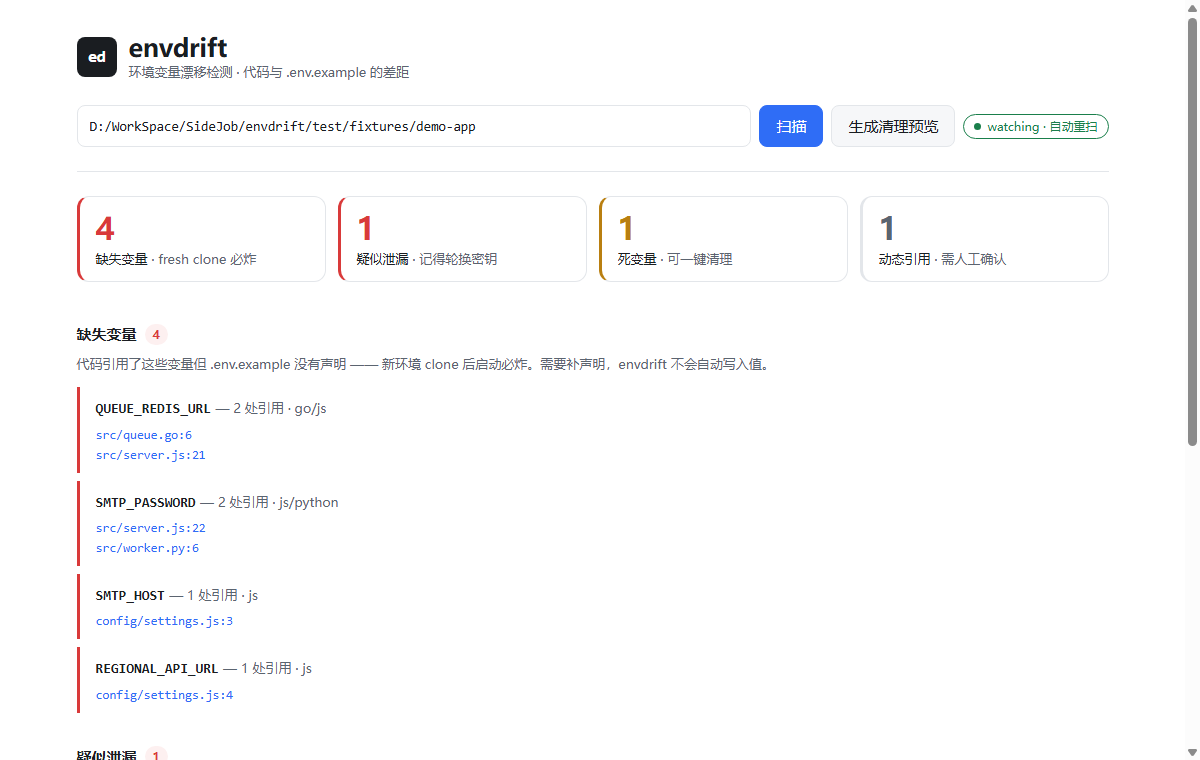 ed
envdrift
环境变量漂移检测 · 代码与 .env.example 的差距
D:/WorkSpace/SideJob/envdrift/test/fixtures/demo-app
扫描
生成清理预览
watching · 自动重扫
4
缺失变量 · fresh clone 必炸
1
疑似泄漏 · 记得轮换密钥
1
死变量 · 可一键清理
1
动态引用 · 需人工确认
缺失变量 4
代码引用了这些变量但 .env.example 没有声明 —— 新环境 clone 后启动必炸。需要补声明，envdrift 不会自动写入值。
QUEUE_REDIS_URL — 2 处引用 · go/js
src/queue.go:6
src/server.js:21
SMTP_PASSWORD — 2 处引用 · js/python
src/server.js:22
src/worker.py:6
SMTP_HOST — 1 处引用 · js
config/settings.js:3
REGIONAL_API_URL — 1 处引用 · js
config/settings.js:4
疑似泄漏 1